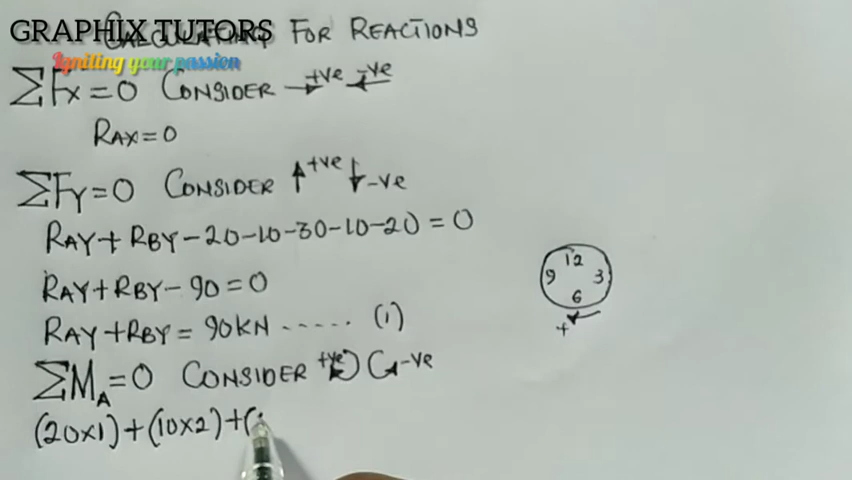 GRAPHIX TUTORS
Igniting your passion
CALCULATING FOR REACTIONS
ΣFx=0 CONSIDER →+ve ←-ve
RAX=0
ΣFY=0 CONSIDER ↑+ve ↓-ve
RAY+RBY-20-10-30-10-20=0
RAY+RBY-90=0
RAY+RBY=90KN ...... (1)
ΣMA=0 CONSIDER +ve -ve
(20×1)+(10×2)+(
12
9 3
6
+